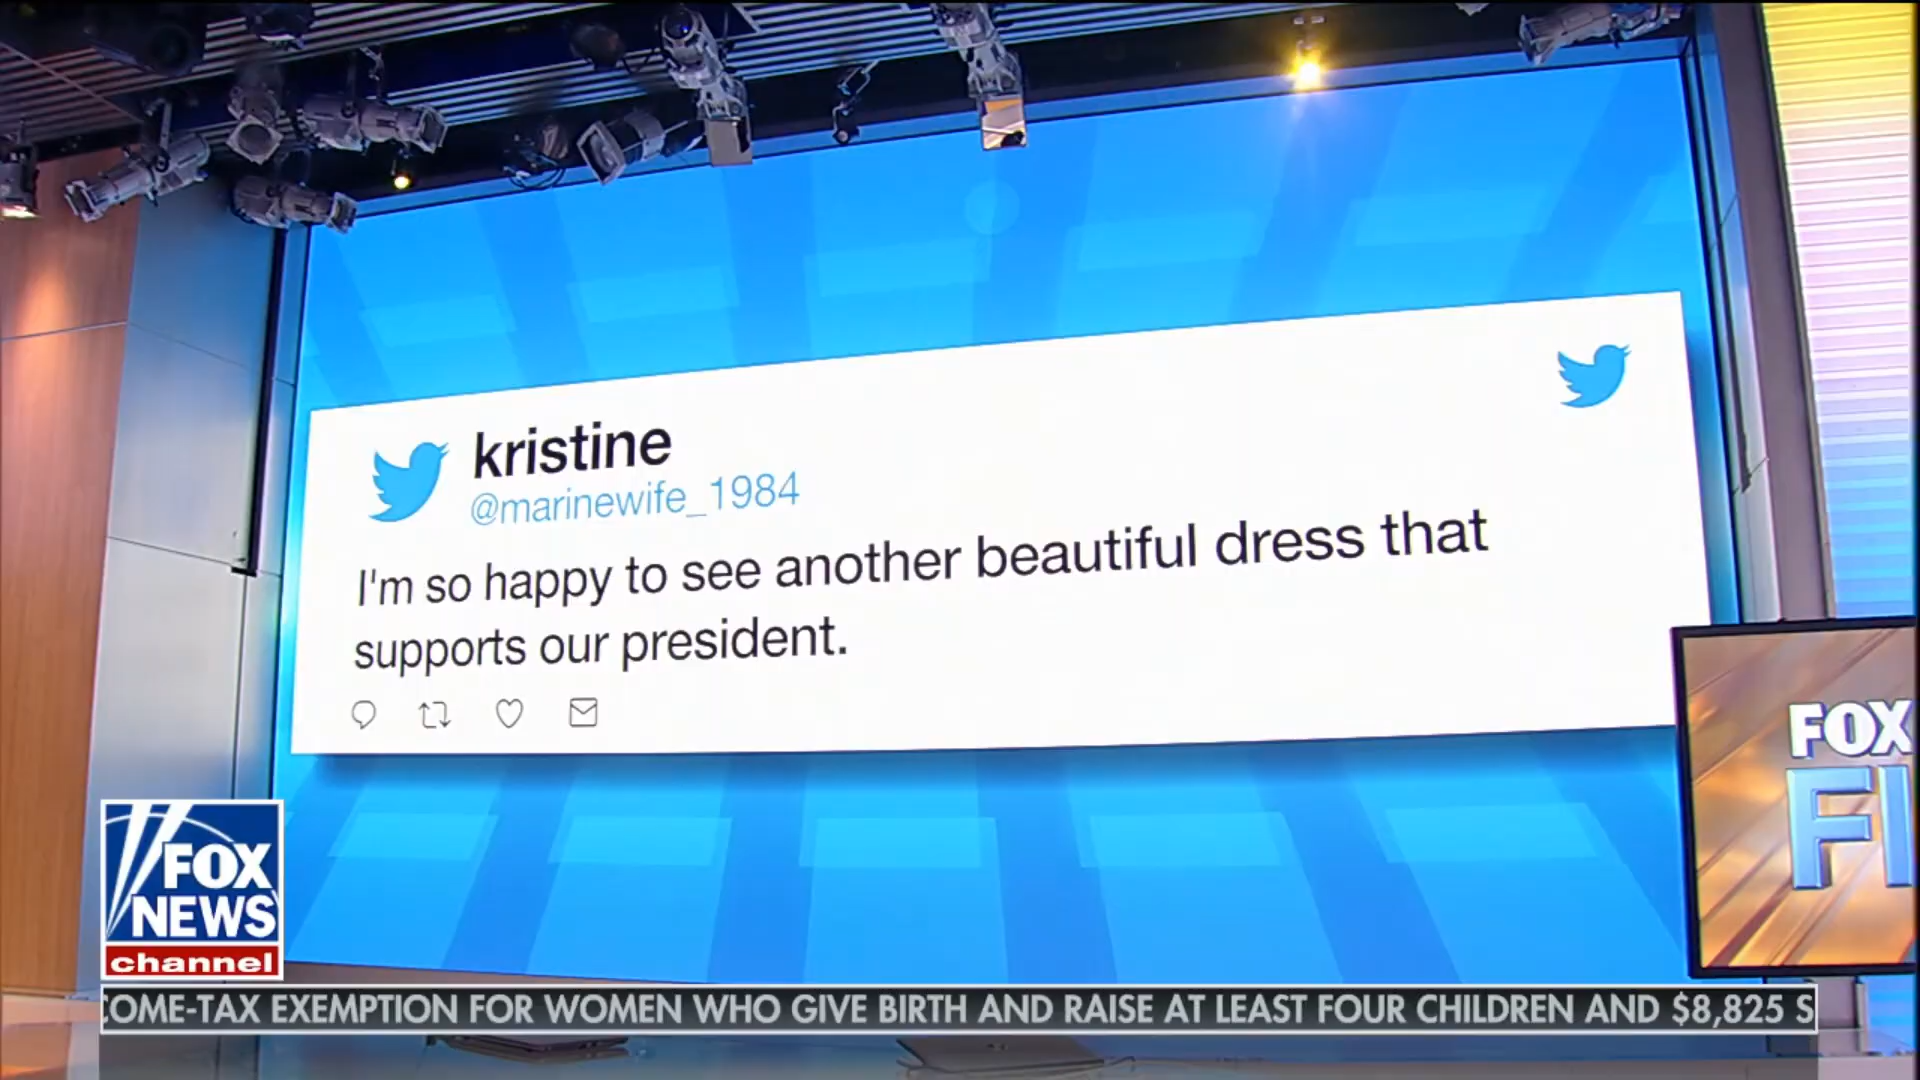 kristine
@marinewife_1984
I'm so happy to see another beautiful dress that
supports our president.
FOX
FI
FOX
NEWS
channel
COME-TAX EXEMPTION FOR WOMEN WHO GIVE BIRTH AND RAISE AT LEAST FOUR CHILDREN AND $8,825 S